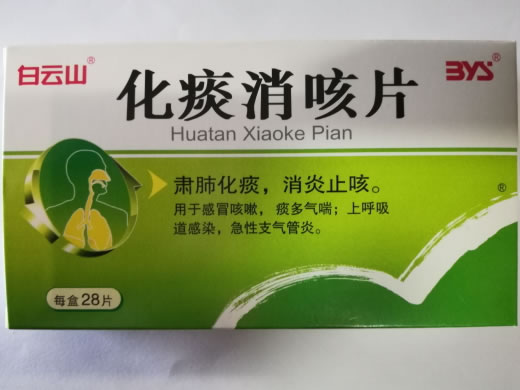 白云山®
BYS®
化痰消咳片
Huatan Xiaoke Pian
肃肺化痰，消炎止咳。
®
用于感冒咳嗽，痰多气喘；上呼吸
道感染，急性支气管炎。
每盒28片